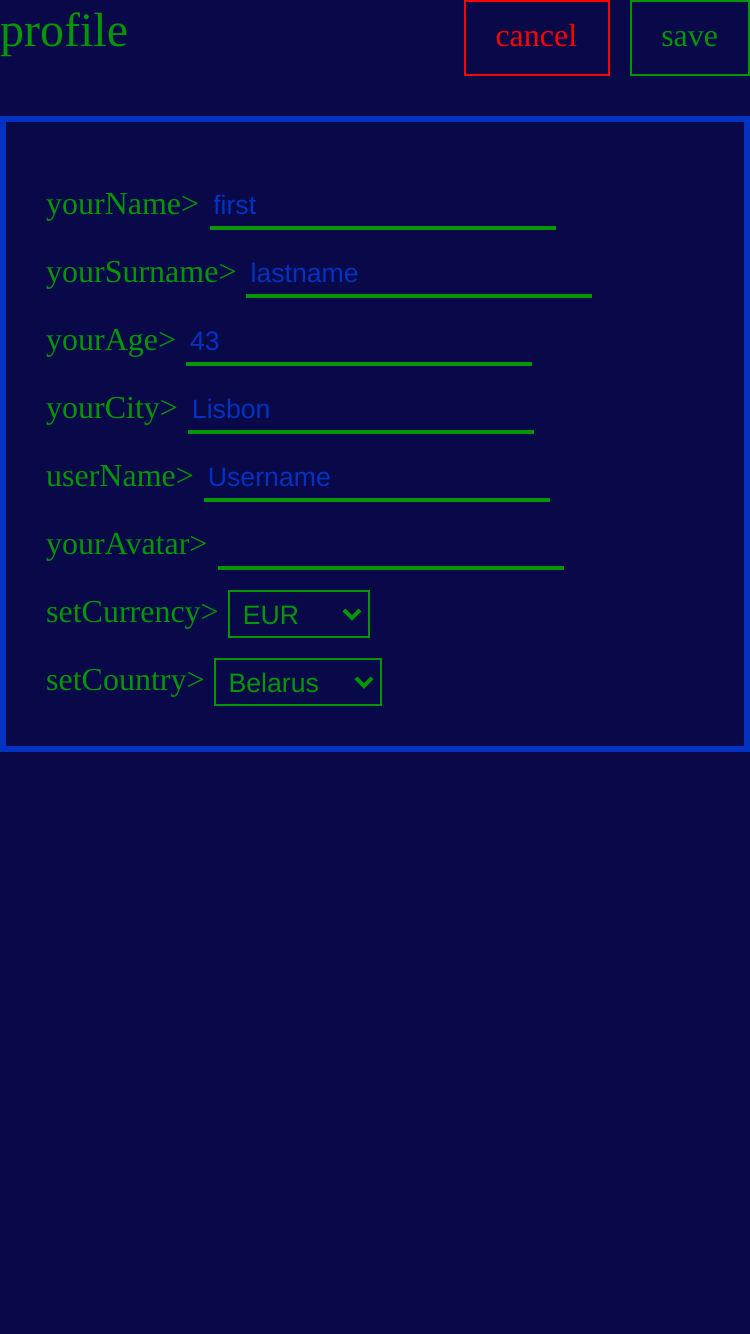 profile cancel save
yourName> first
yourSurname> lastname
yourAge> 43
yourCity> Lisbon
userName> Username
yourAvatar>
setCurrency> EUR
setCountry> Belarus